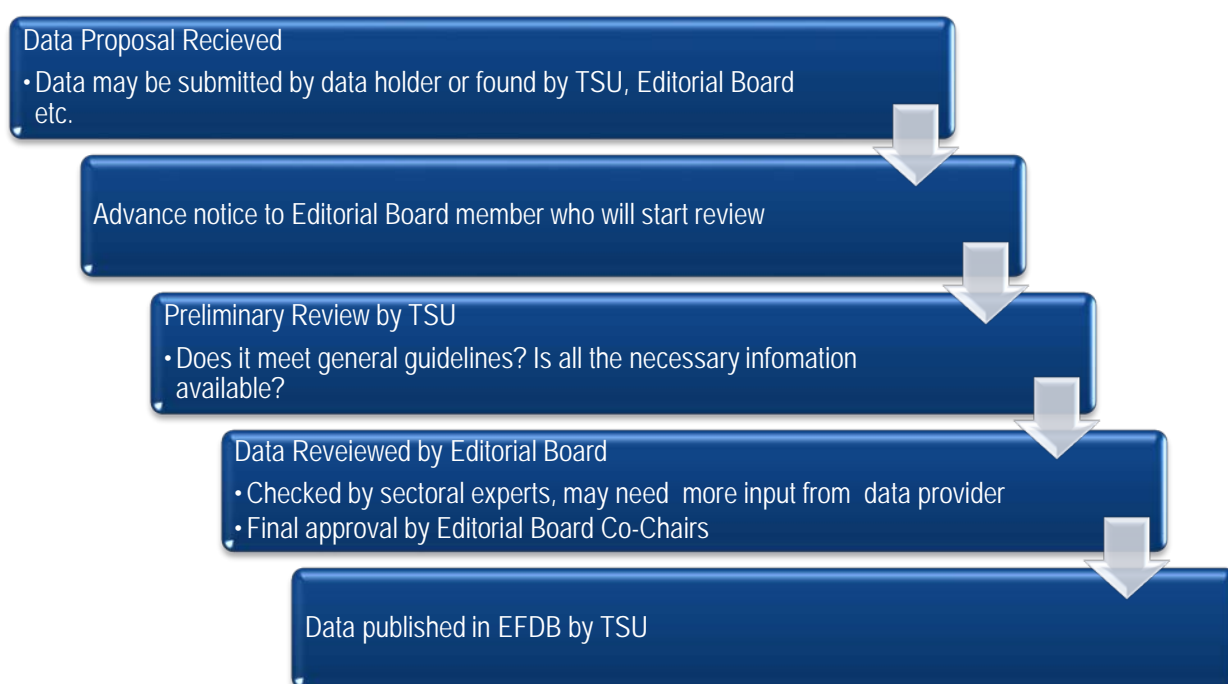 Data Proposal Recieved
• Data may be submitted by data holder or found by TSU, Editorial Board
etc.
Advance notice to Editorial Board member who will start review
Preliminary Review by TSU
• Does it meet general guidelines? Is all the necessary infomation
available?
Data Reveiewed by Editorial Board
• Checked by sectoral experts, may need more input from data provider
• Final approval by Editorial Board Co-Chairs
Data published in EFDB by TSU